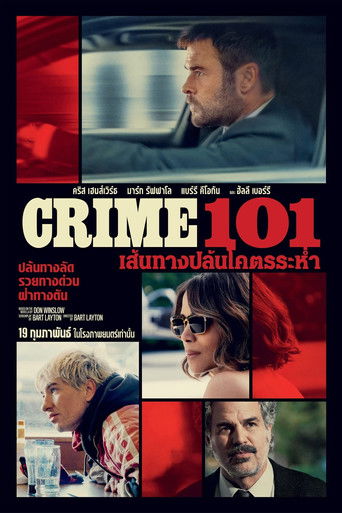 คริส เฮมส์เวิร์ธ มาร์ก รัฟฟาโล แบร์รี คีโอกัน และ ฮัลลี เบอร์รี
CRIME 101
เส้นทางปล้นโคตรระห่ำ
ปล้นทางลัด
รวยทางด่วน
ฝ่าทางตัน
DON WINSLOW
BART LAYTON BART LAYTON
19 กุมภาพันธ์ ในโรงภาพยนตร์เท่านั้น